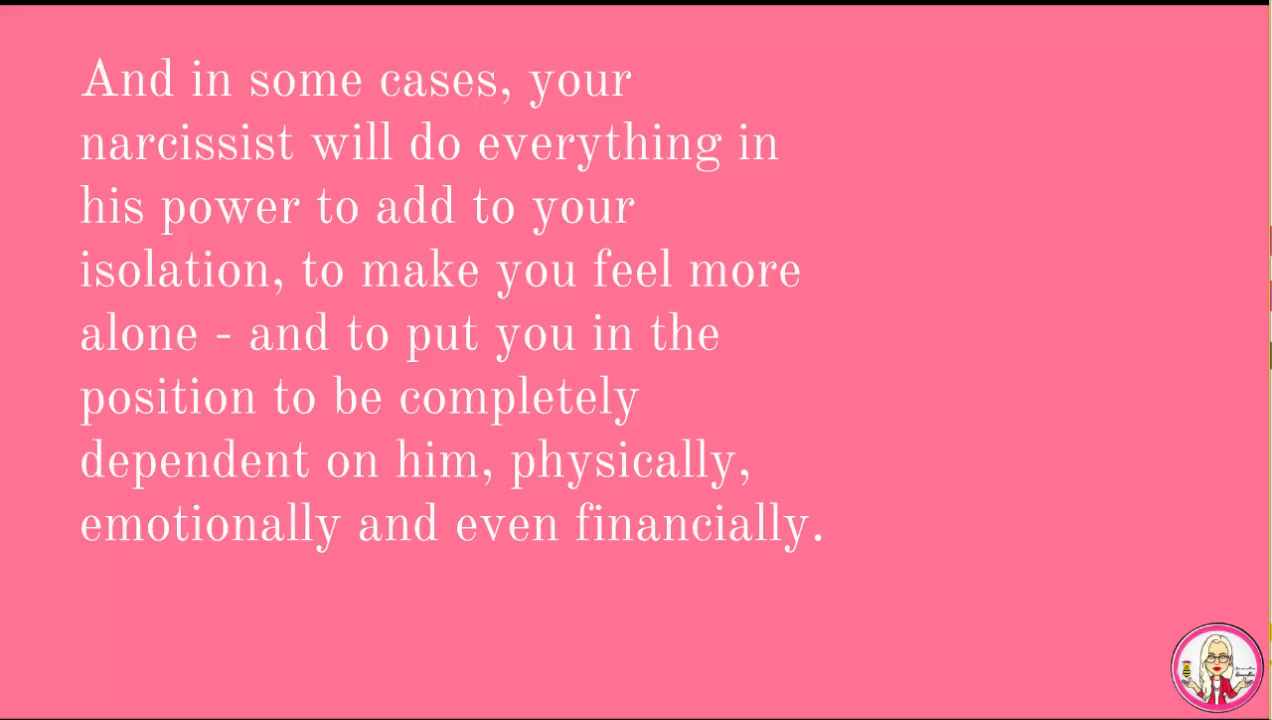 And in some cases, your
narcissist will do everything in
his power to add to your
isolation, to make you feel more
alone - and to put you in the
position to be completely
dependent on him, physically,
emotionally and even financially.